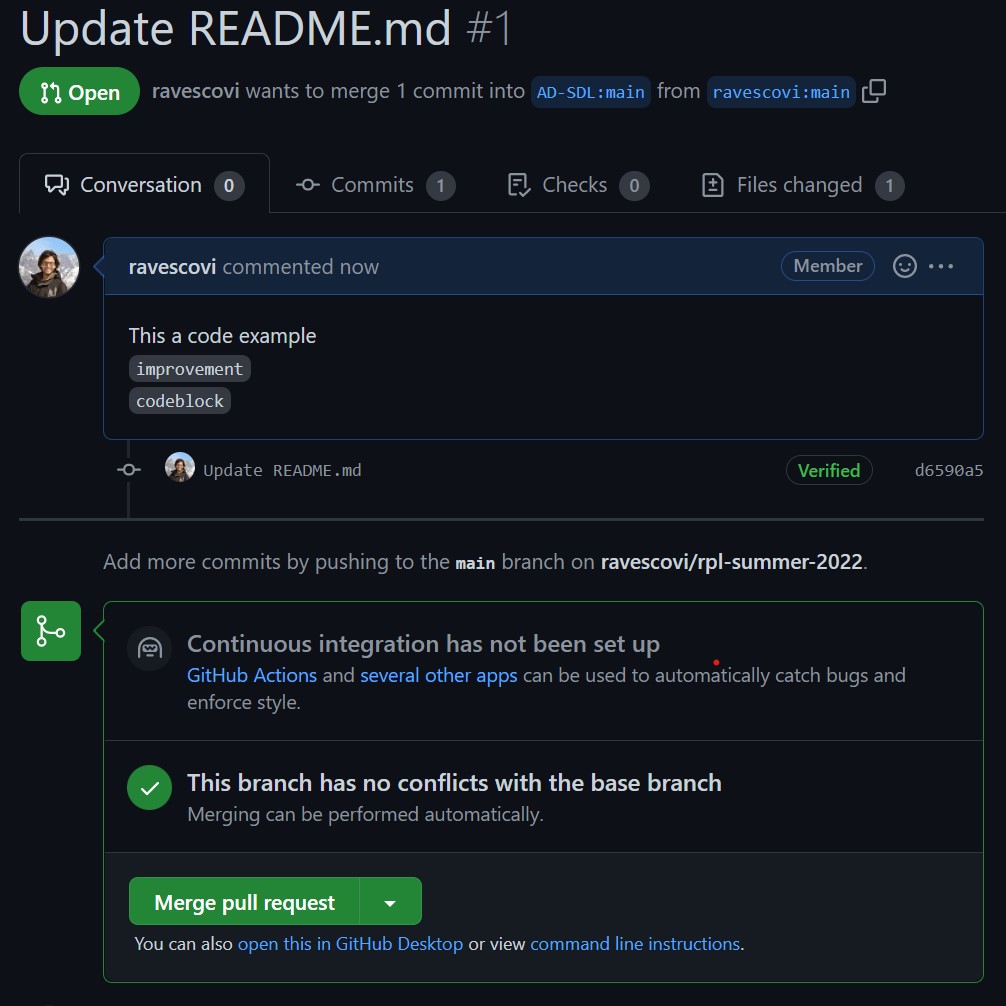 Update README.md #1
Open ravescovi wants to merge 1 commit into AD-SDL:main from ravescovi:main
Conversation 0 Commits 1 Checks 0 Files changed 1
ravescovi commented now Member
This a code example
improvement
codeblock
Update README.md Verified d6590a5
Add more commits by pushing to the main branch on ravescovi/rpl-summer-2022.
Continuous integration has not been set up
GitHub Actions and several other apps can be used to automatically catch bugs and
enforce style.
This branch has no conflicts with the base branch
Merging can be performed automatically.
Merge pull request
You can also open this in GitHub Desktop or view command line instructions.